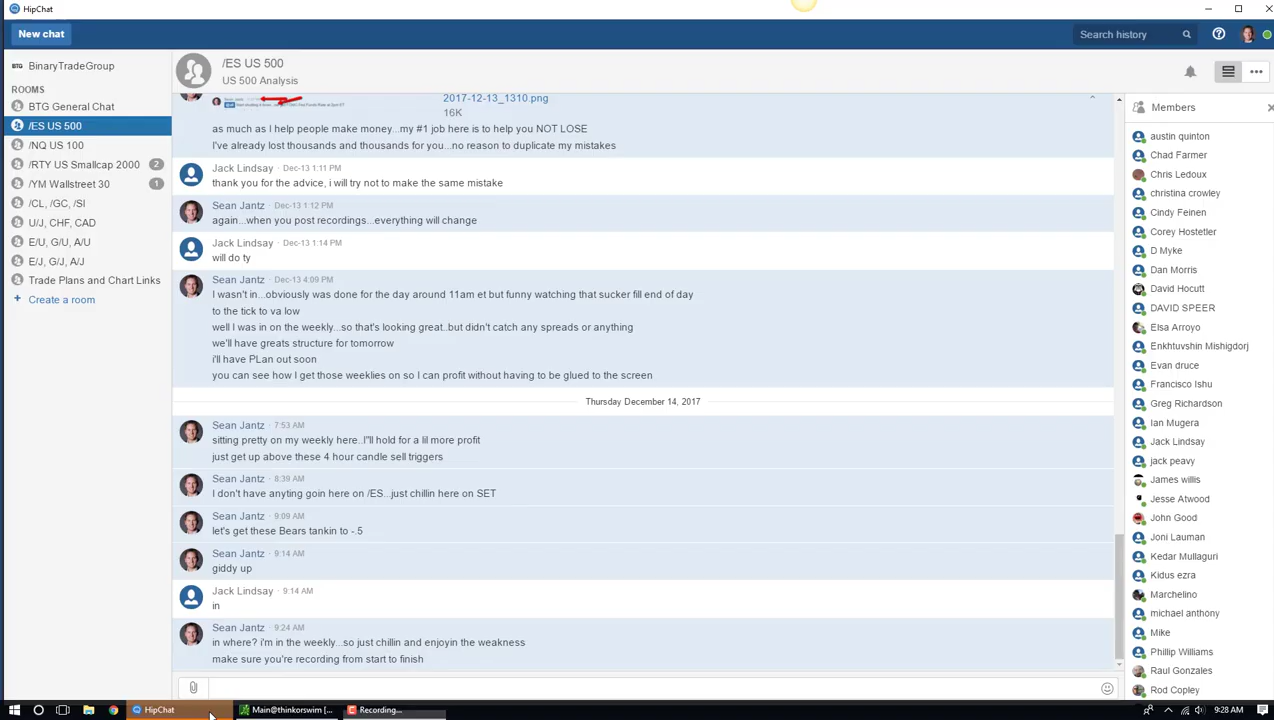 HipChat
New chat
Search history
BinaryTradeGroup
ROOMS
BTG General Chat
/ES US 500
/NQ US 100
/RTY US Smallcap 2000 2
/YM Wallstreet 30 1
/CL, /GC, /SI
U/J, CHF, CAD
E/U, G/U, A/U
E/J, G/J, A/J
Trade Plans and Chart Links
+ Create a room
/ES US 500
US 500 Analysis
2017-12-13_1310.png
16K
as much as I help people make money...my #1 job here is to help you NOT LOSE
I've already lost thousands and thousands for you...no reason to duplicate my mistakes
Jack Lindsay · Dec-13 1:11 PM
thank you for the advice, i will try not to make the same mistake
Sean Jantz · Dec-13 1:12 PM
again...when you post recordings...everything will change
Jack Lindsay · Dec-13 1:14 PM
will do ty
Sean Jantz · Dec-13 4:09 PM
I wasn't in...obviously was done for the day around 11am et but funny watching that sucker fill end of day
to the tick to va low
well I was in on the weekly...so that's looking great..but didn't catch any spreads or anything
we'll have greats structure for tomorrow
i'll have PLan out soon
you can see how I get those weeklies on so I can profit without having to be glued to the screen
Thursday December 14, 2017
Sean Jantz · 7:53 AM
sitting pretty on my weekly here..I"ll hold for a lil more profit
just get up above these 4 hour candle sell triggers
Sean Jantz · 8:39 AM
I don't have anyting goin here on /ES...just chillin here on SET
Sean Jantz · 9:09 AM
let's get these Bears tankin to -.5
Sean Jantz · 9:14 AM
giddy up
Jack Lindsay · 9:14 AM
in
Sean Jantz · 9:24 AM
in where? i'm in the weekly...so just chillin and enjoyin the weakness
make sure you're recording from start to finish
Members
austin quinton
Chad Farmer
Chris Ledoux
christina crowley
Cindy Feinen
Corey Hostetler
D Myke
Dan Morris
David Hocutt
DAVID SPEER
Elsa Arroyo
Enkhtuvshin Mishigdorj
Evan druce
Francisco Ishu
Greg Richardson
Ian Mugera
Jack Lindsay
jack peavy
James willis
Jesse Atwood
John Good
Joni Lauman
Kedar Mullaguri
Kidus ezra
Marchelino
michael anthony
Mike
Phillip Williams
Raul Gonzales
Rod Copley
HipChat
Main@thinkorswim [...
Recording...
9:28 AM